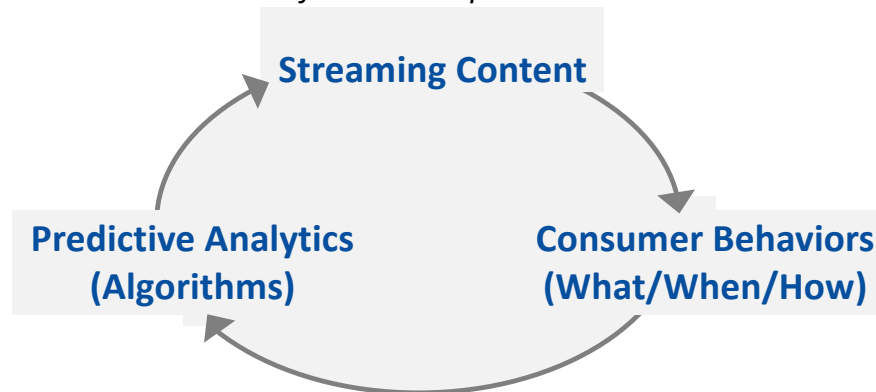 Streaming Content
Predictive Analytics
(Algorithms)
Consumer Behaviors
(What/When/How)